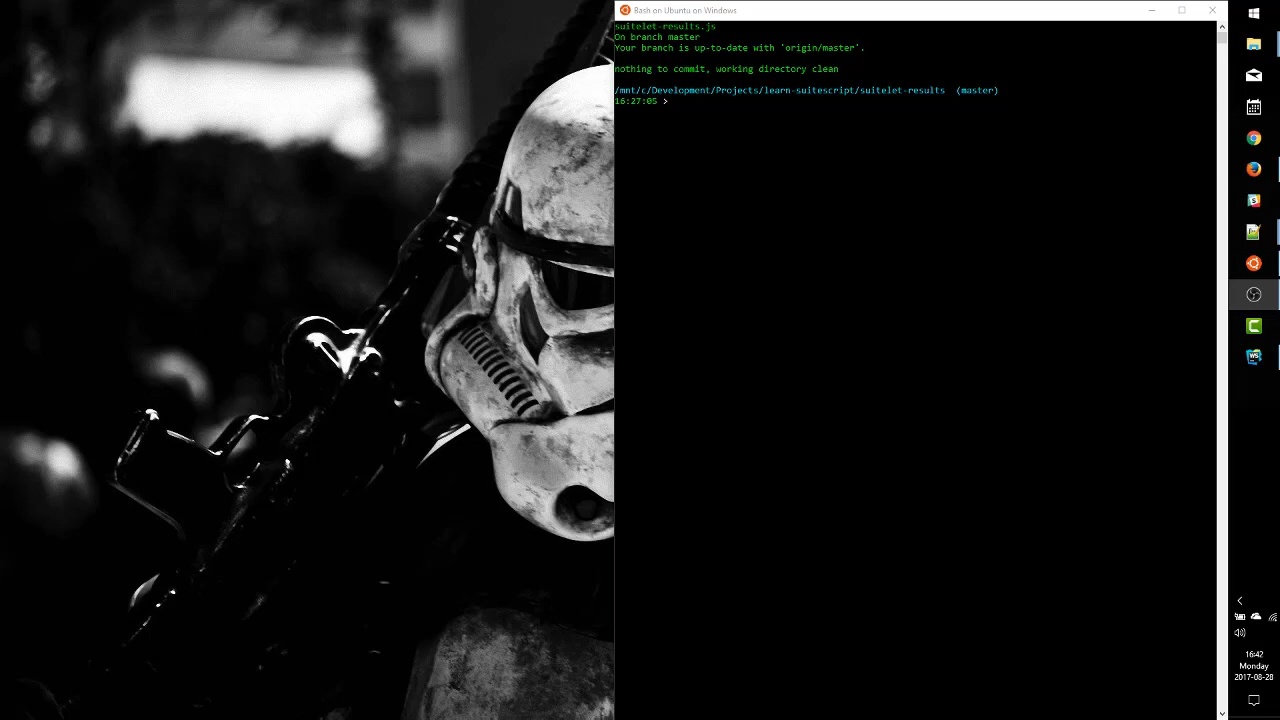 Bash on Ubuntu on Windows
suitelet-results.js
On branch master
Your branch is up-to-date with 'origin/master'.
nothing to commit, working directory clean
/mnt/c/Development/Projects/learn-suitescript/suitelet-results (master)
16:27:05 >
WS
16:42
Monday
2017-08-28